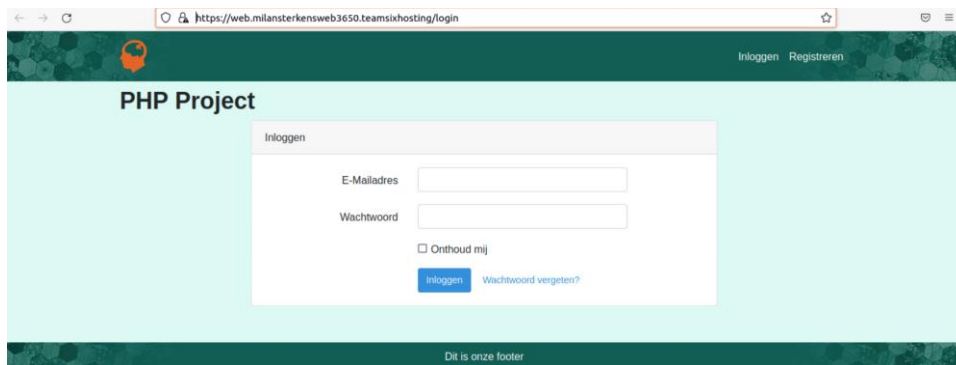 https://web.milansterkensweb3650.teamsixhosting/login
Inloggen Registreren
PHP Project
Inloggen
E-Mailadres
Wachtwoord
Onthoud mij
Inloggen Wachtwoord vergeten?
Dit is onze footer